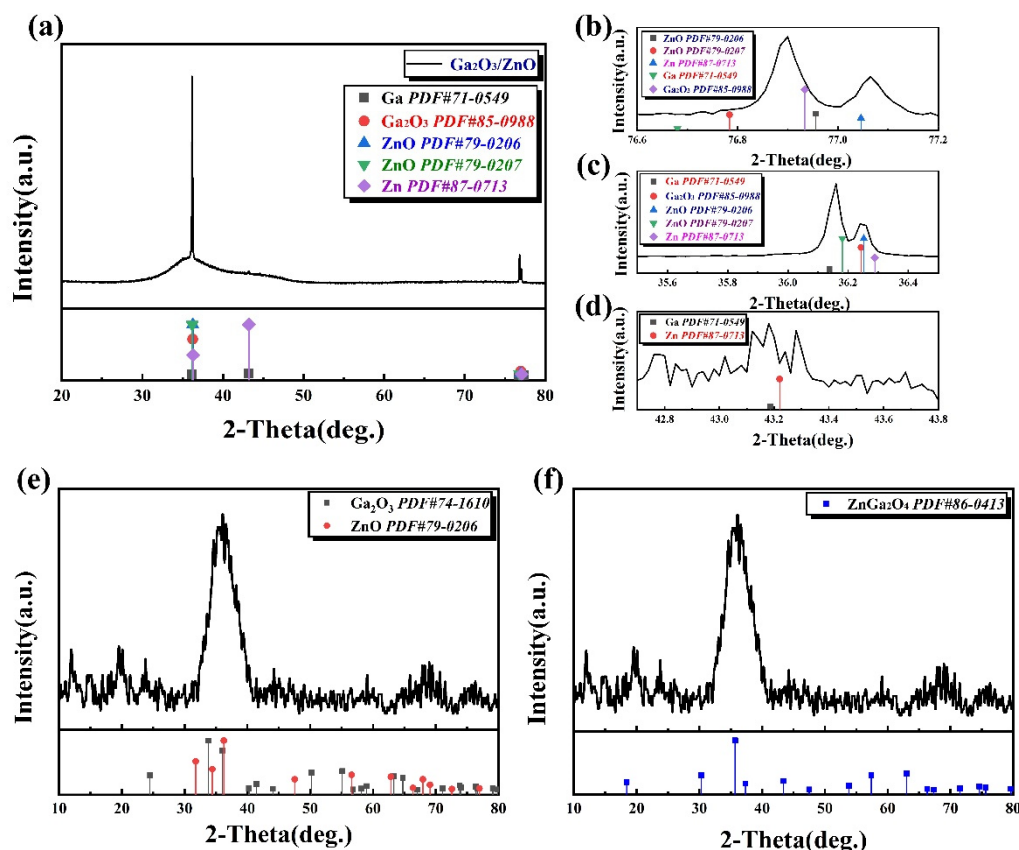 (a)
Intensity(a.u.)
Ga₂O₃/ZnO
Ga PDF#71-0549
Ga₂O₃ PDF#85-0988
ZnO PDF#79-0206
ZnO PDF#79-0207
Zn PDF#87-0713
20 30 40 50 60 70 80
2-Theta(deg.)
(b)
Intensity(a.u.)
ZnO PDF#79-0206
ZnO PDF#79-0207
Zn PDF#87-0713
Ga PDF#71-0549
Ga₂O₃ PDF#85-0988
76.6 76.8 77.0 77.2
2-Theta(deg.)
(c)
Intensity(a.u.)
Ga PDF#71-0549
Ga₂O₃ PDF#85-0988
ZnO PDF#79-0206
ZnO PDF#79-0207
Zn PDF#87-0713
35.6 35.8 36.0 36.2 36.4
2-Theta(deg.)
(d)
Intensity(a.u.)
Ga PDF#71-0549
Zn PDF#87-0713
42.8 43.0 43.2 43.4 43.6 43.8
2-Theta(deg.)
(e)
Intensity(a.u.)
Ga₂O₃ PDF#74-1610
ZnO PDF#79-0206
10 20 30 40 50 60 70 80
2-Theta(deg.)
(f)
Intensity(a.u.)
ZnGa₂O₄ PDF#86-0413
10 20 30 40 50 60 70 80
2-Theta(deg.)